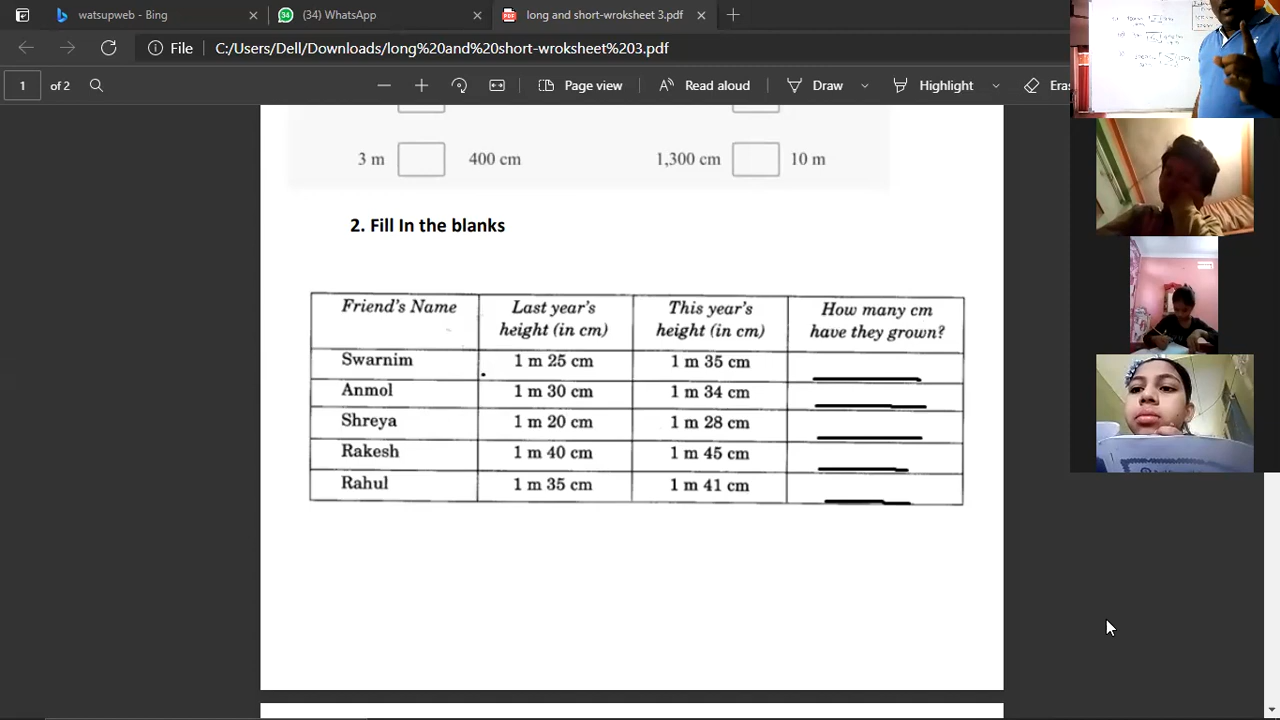 watsupweb - Bing
(34) WhatsApp
long and short-wroksheet 3.pdf
File C:/Users/Dell/Downloads/long%20and%20short-wroksheet%203.pdf
1 of 2 Page view Read aloud Draw Highlight Eras
3 m 400 cm 1,300 cm 10 m
2. Fill In the blanks
Friend's Name Last year's height (in cm) This year's height (in cm) How many cm have they grown?
Swarnim 1 m 25 cm 1 m 35 cm
Anmol 1 m 30 cm 1 m 34 cm
Shreya 1 m 20 cm 1 m 28 cm
Rakesh 1 m 40 cm 1 m 45 cm
Rahul 1 m 35 cm 1 m 41 cm